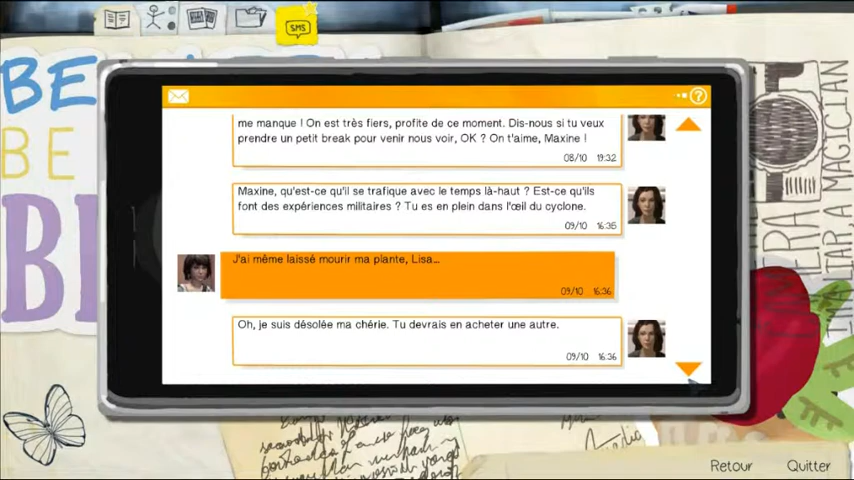 SMS
BE
BE
BE
me manque ! On est très fiers, profite de ce moment. Dis-nous si tu veux
prendre un petit break pour venir nous voir, OK ? On t'aime, Maxine !
08/10 19:32
Maxine, qu'est-ce qu'il se trafique avec le temps là-haut ? Est-ce qu'ils
font des expériences militaires ? Tu es en plein dans l'œil du cyclone.
09/10 16:35
J'ai même laissé mourir ma plante, Lisa...
09/10 16:36
Oh, je suis désolée ma chérie. Tu devrais en acheter une autre.
09/10 16:36
Retour Quitter